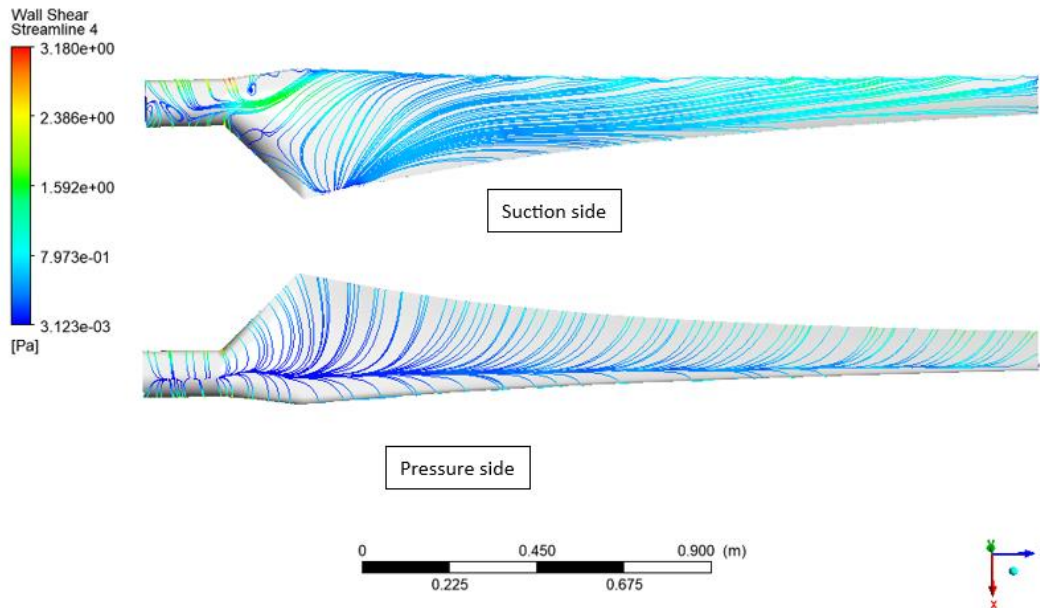 Wall Shear
Streamline 4
3.180e+00
2.386e+00
1.592e+00
7.973e-01
3.123e-03
[Pa]
Suction side
Pressure side
0 0.450 0.900 (m)
0.225 0.675
Y
X